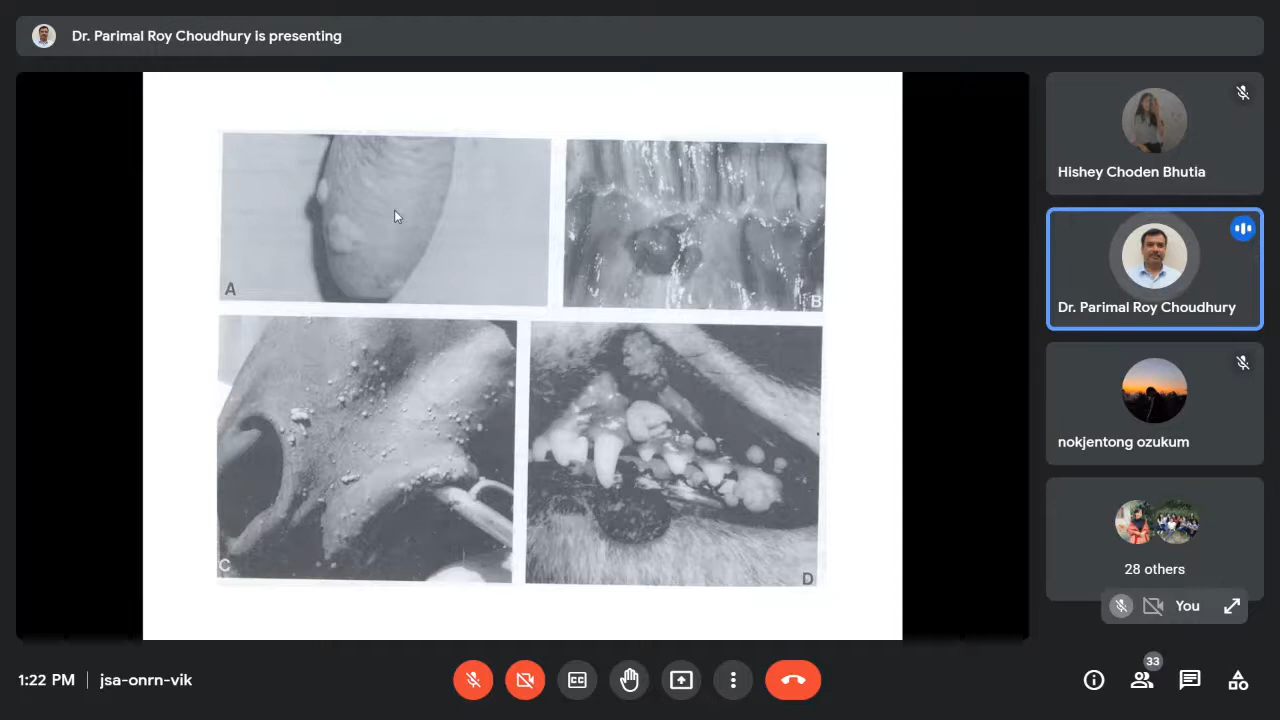 Dr. Parimal Roy Choudhury is presenting
A
B
C
D
Hishey Choden Bhutia
Dr. Parimal Roy Choudhury
nokjentong ozukum
28 others
You
1:22 PM
jsa-onrn-vik
CC
33